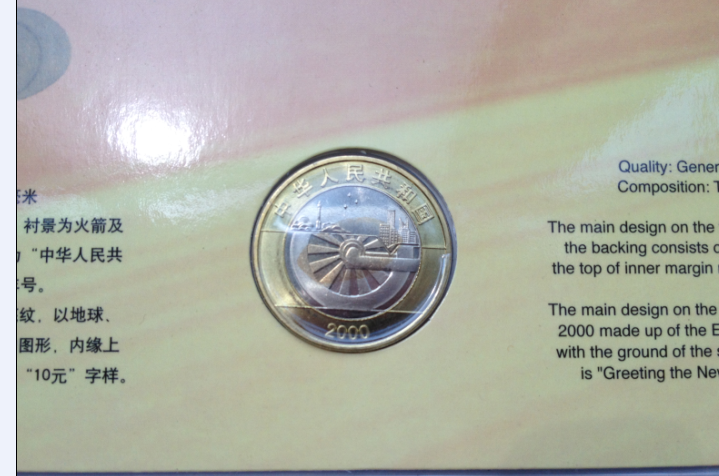 米
衬景为火箭及
“中华人民共
号。
纹，以地球、
图形，内缘上
“10元”字样。
中华人民共和国
2000
Quality: Gener
Composition: T
The main design on the
the backing consists o
the top of inner margin
The main design on the
2000 made up of the E
with the ground of the s
is "Greeting the New